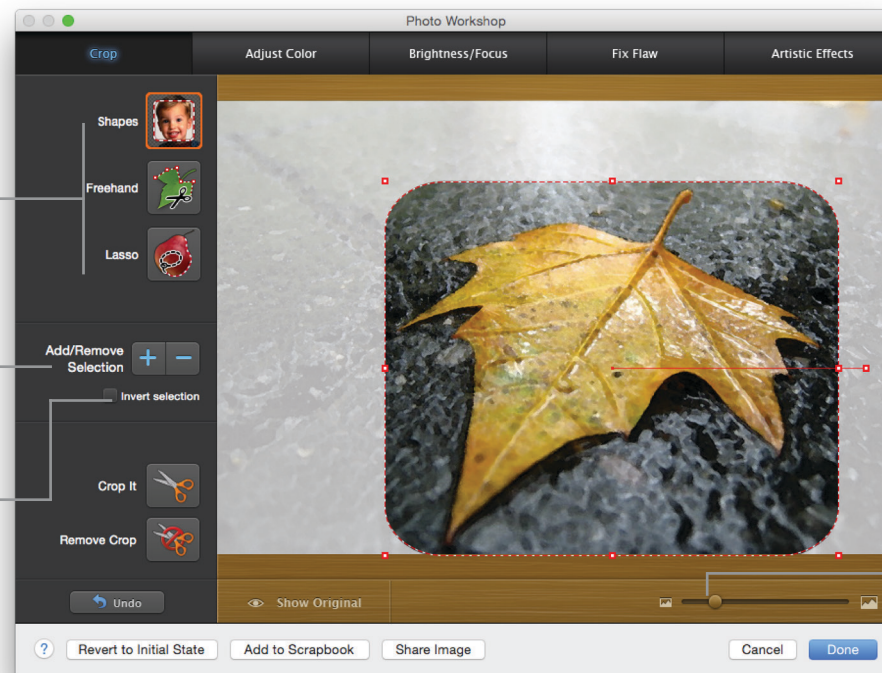 Photo Workshop
Crop
Adjust Color
Brightness/Focus
Fix Flaw
Artistic Effects
Shapes
Freehand
Lasso
Add/Remove
Selection
Invert selection
Crop It
Remove Crop
Undo
Show Original
?
Revert to Initial State
Add to Scrapbook
Share Image
Cancel
Done